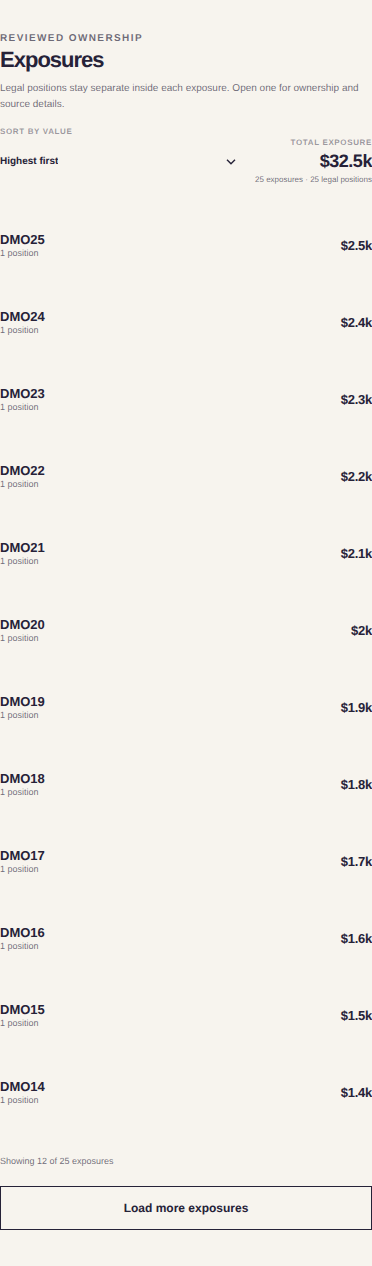 REVIEWED OWNERSHIP
Exposures
Legal positions stay separate inside each exposure. Open one for ownership and
source details.
SORT BY VALUE
Highest first
TOTAL EXPOSURE
$32.5k
25 exposures · 25 legal positions
DMO25
1 position
$2.5k
DMO24
1 position
$2.4k
DMO23
1 position
$2.3k
DMO22
1 position
$2.2k
DMO21
1 position
$2.1k
DMO20
1 position
$2k
DMO19
1 position
$1.9k
DMO18
1 position
$1.8k
DMO17
1 position
$1.7k
DMO16
1 position
$1.6k
DMO15
1 position
$1.5k
DMO14
1 position
$1.4k
Showing 12 of 25 exposures
Load more exposures